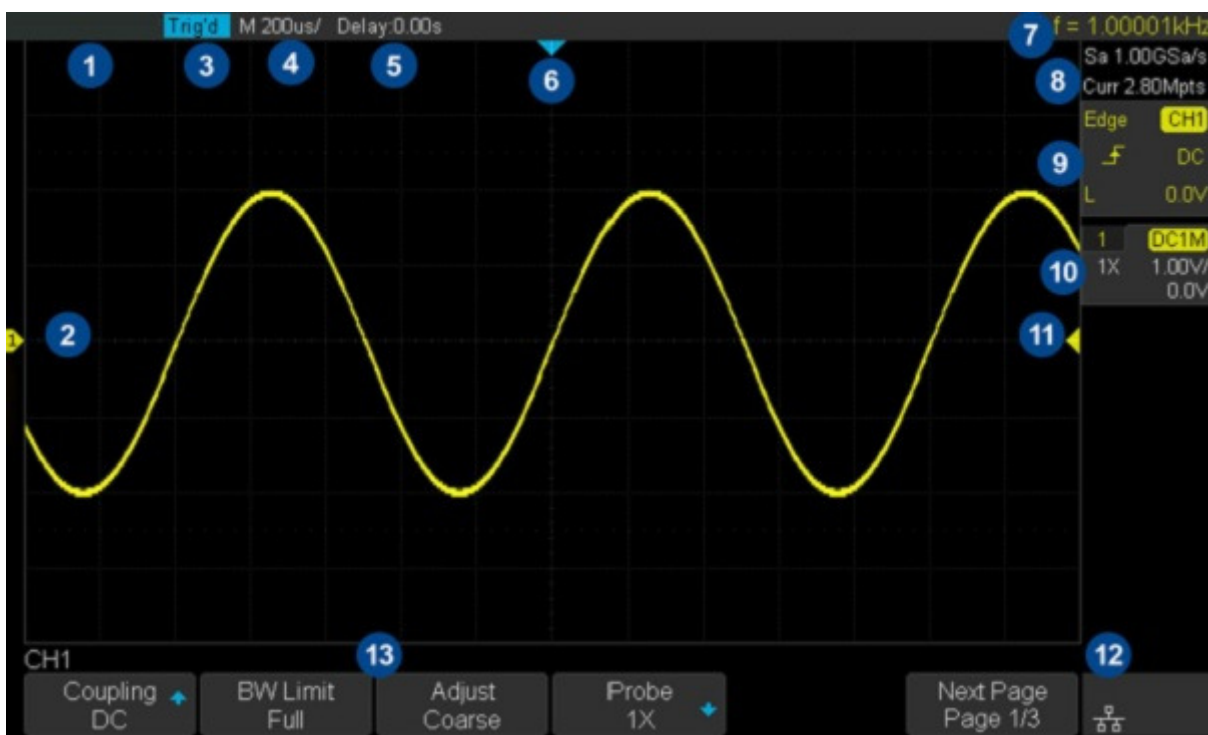 Trig'd M 200us/ Delay:0.00s
f = 1.00001kHz
1
3
4
5
6
7
Sa 1.00GSa/s
8
Curr 2.80Mpts
Edge CH1
9
DC
L 0.0V
1 DC1M
10
1X 1.00V/
0.0V
1
2
11
CH1
13
12
Coupling
DC
BW Limit
Full
Adjust
Coarse
Probe
1X
Next Page
Page 1/3